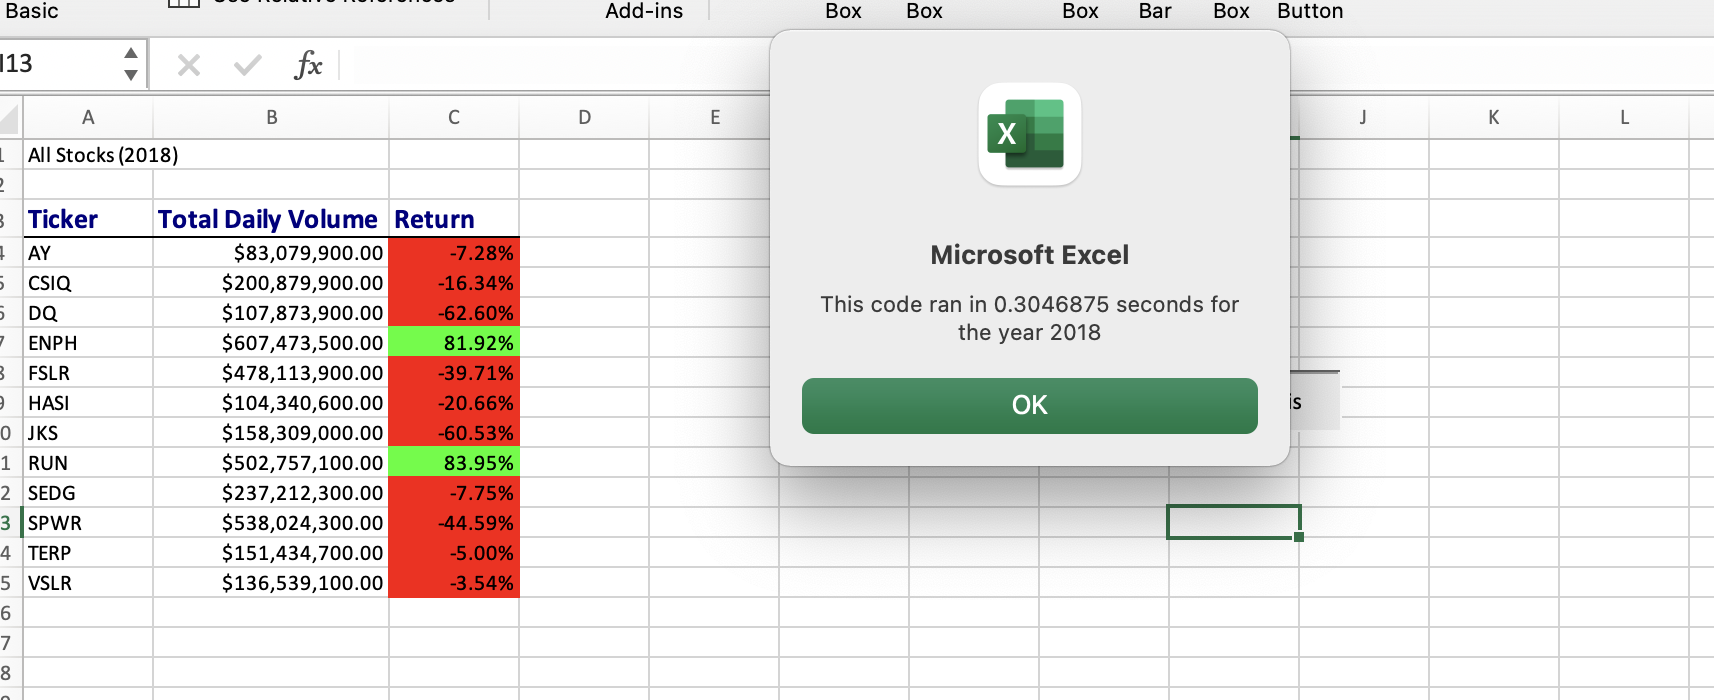 Basic
Use Relative References
Add-ins
Box Box Box Bar Box Button
I13 fx
A B C D E J K L
All Stocks (2018)
Ticker Total Daily Volume Return
AY $83,079,900.00 -7.28%
CSIQ $200,879,900.00 -16.34%
DQ $107,873,900.00 -62.60%
ENPH $607,473,500.00 81.92%
FSLR $478,113,900.00 -39.71%
HASI $104,340,600.00 -20.66%
JKS $158,309,000.00 -60.53%
RUN $502,757,100.00 83.95%
SEDG $237,212,300.00 -7.75%
SPWR $538,024,300.00 -44.59%
TERP $151,434,700.00 -5.00%
VSLR $136,539,100.00 -3.54%
X
Microsoft Excel
This code ran in 0.3046875 seconds for
the year 2018
OK
is